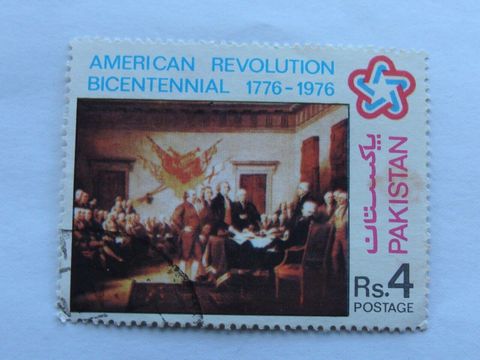 AMERICAN REVOLUTION
BICENTENNIAL 1776-1976
پاکستان
PAKISTAN
Rs.4
POSTAGE